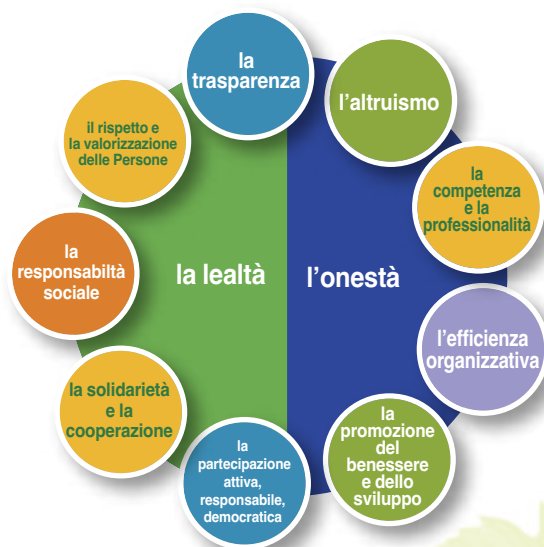 la
trasparenza
l'altruismo
il rispetto e
la valorizzazione
delle Persone
la
competenza
e la
professionalità
la
responsabiltà
sociale
la lealtà
l'onestà
l'efficienza
organizzativa
la solidarietà
e la
cooperazione
la
partecipazione
attiva,
responsabile,
democratica
la
promozione
del
benessere
e dello
sviluppo